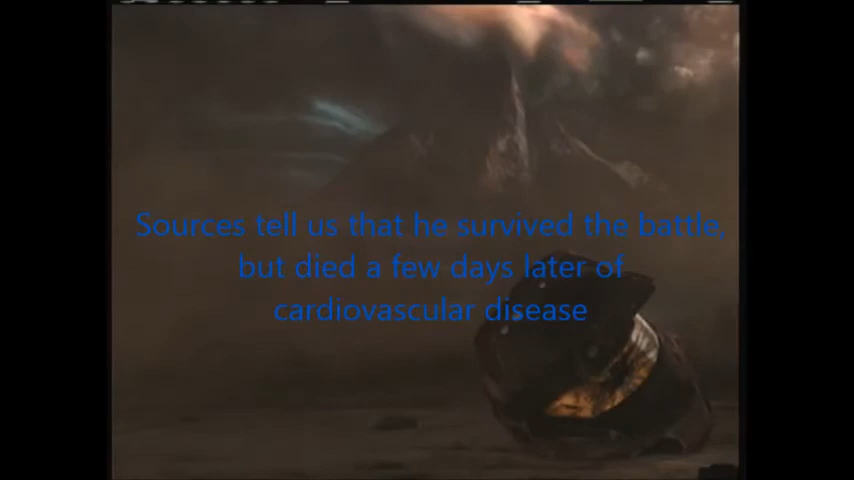 Sources tell us that he survived the battle,
but died a few days later of
cardiovascular disease